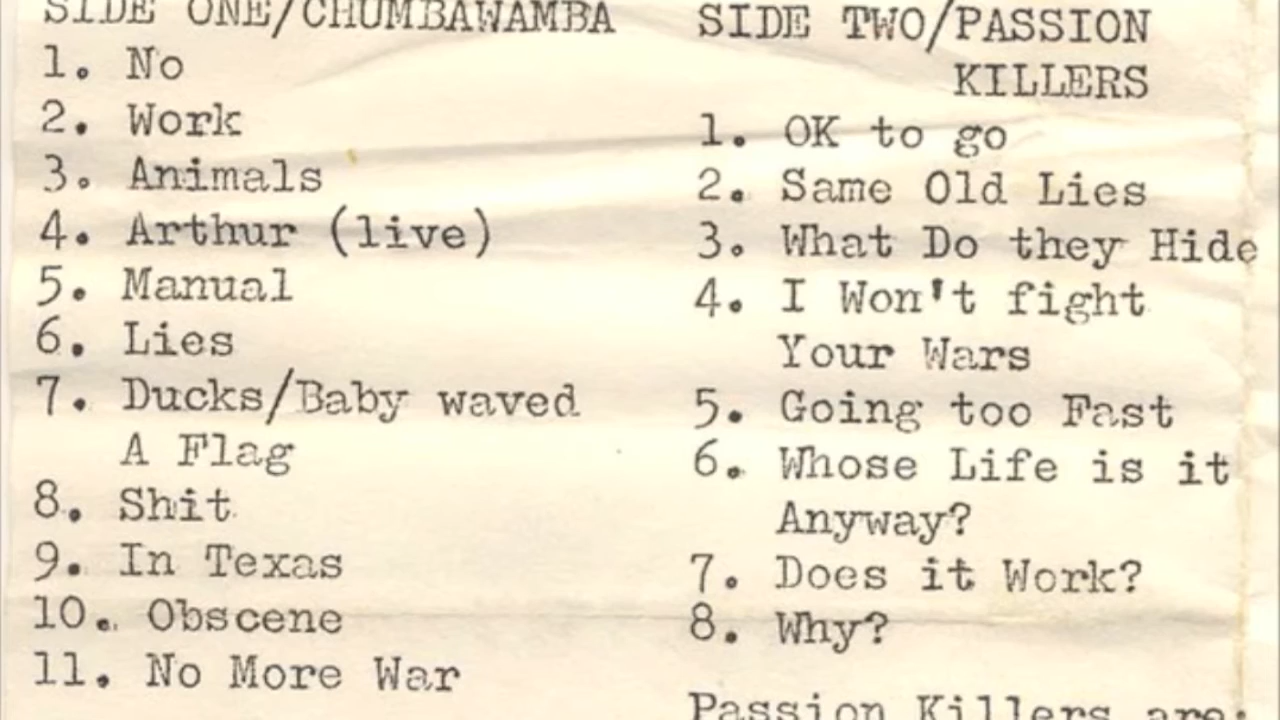 SIDE ONE/CHUMBAWAMBA
1. No
2. Work
3. Animals
4. Arthur (live)
5. Manual
6. Lies
7. Ducks/Baby waved
A Flag
8. Shit
9. In Texas
10. Obscene
11. No More War
SIDE TWO/PASSION
KILLERS
1. OK to go
2. Same Old Lies
3. What Do they Hide
4. I Won't fight
Your Wars
5. Going too Fast
6. Whose Life is it
Anyway?
7. Does it Work?
8. Why?
Passion Killers are: